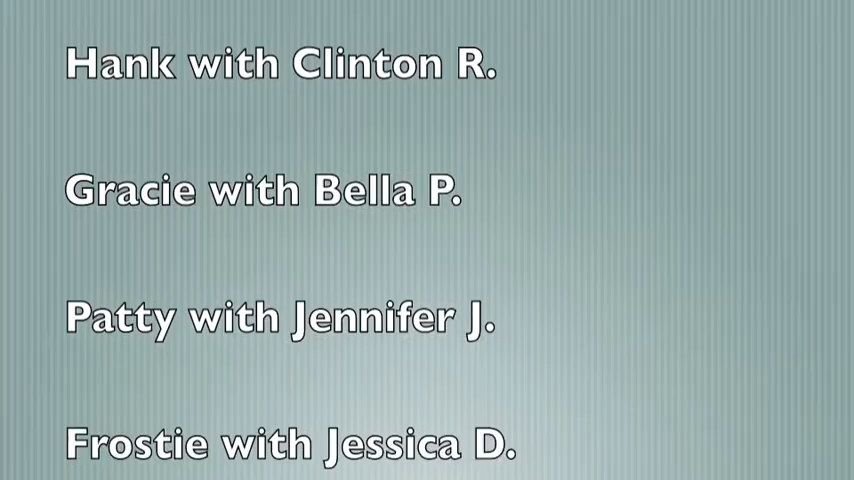 Hank with Clinton R.
Gracie with Bella P.
Patty with Jennifer J.
Frostie with Jessica D.